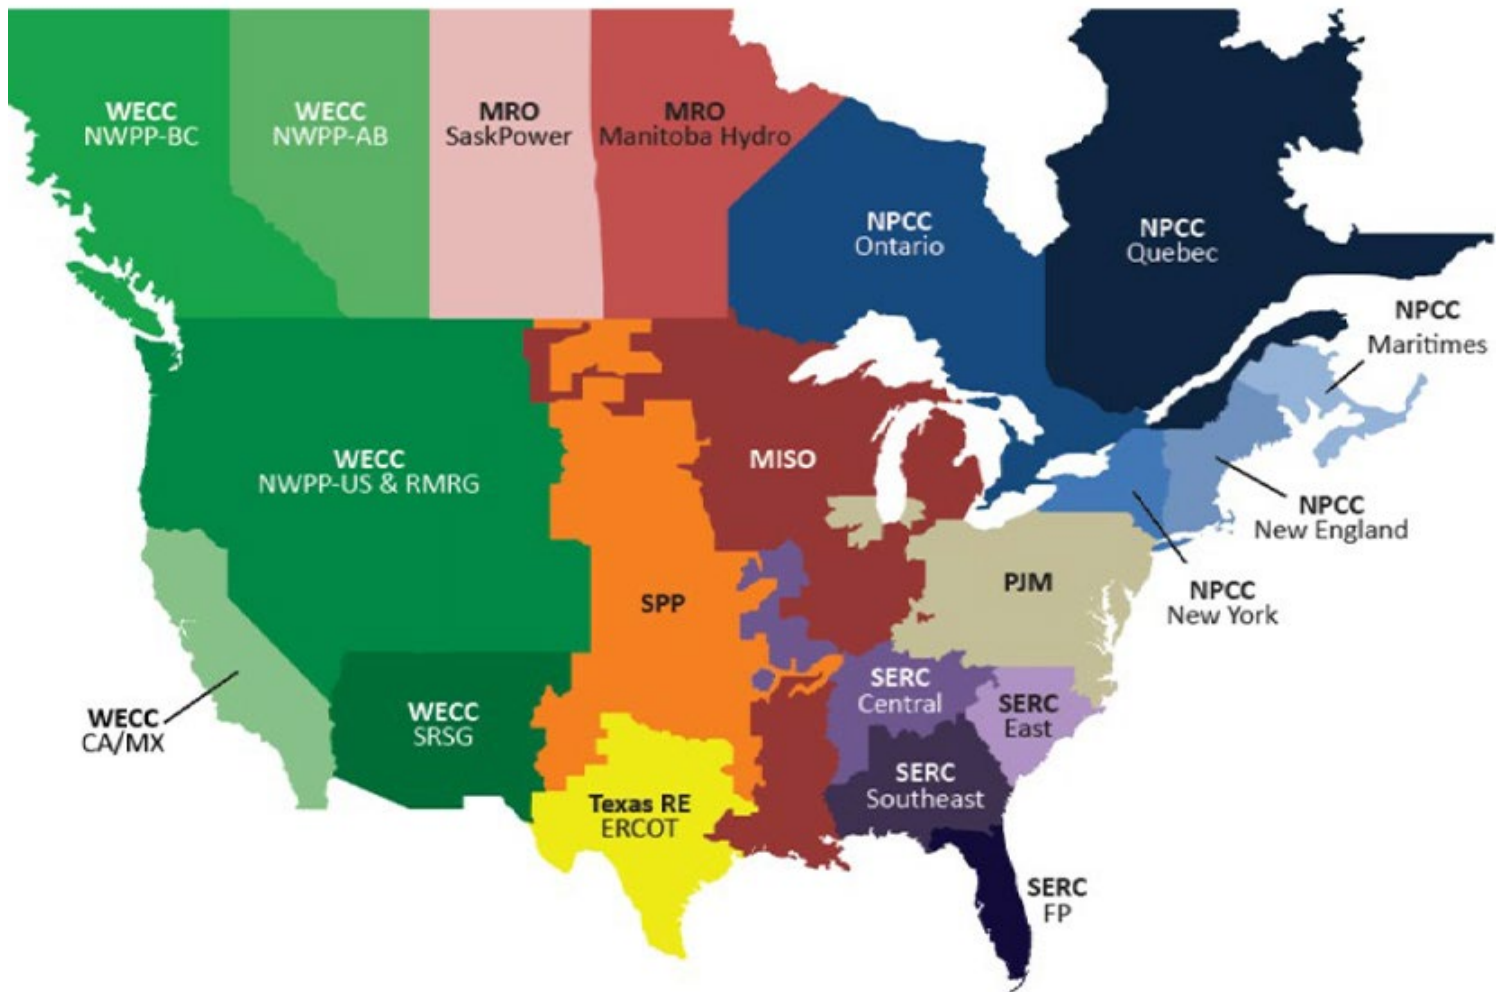 WECC
NWPP-BC
WECC
NWPP-AB
MRO
SaskPower
MRO
Manitoba Hydro
NPCC
Ontario
NPCC
Quebec
NPCC
Maritimes
WECC
NWPP-US & RMRG
MISO
NPCC
New England
SPP
PJM
NPCC
New York
WECC
CA/MX
WECC
SRSG
SERC
Central
SERC
East
SERC
Southeast
Texas RE
ERCOT
SERC
FP